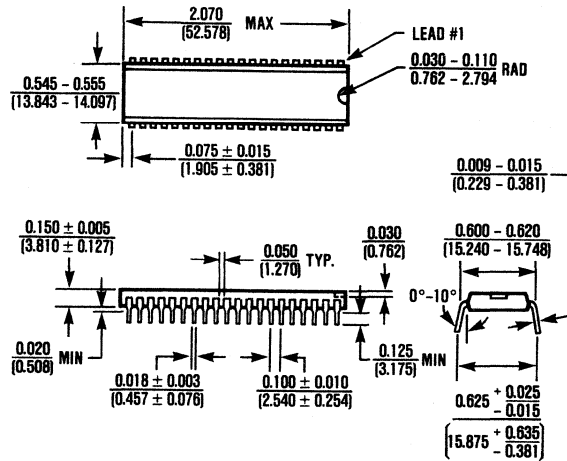 2.070
(52.578)
MAX
LEAD #1
0.030 – 0.110
0.762 – 2.794
RAD
0.545 – 0.555
(13.843 – 14.097)
0.075 ± 0.015
(1.905 ± 0.381)
0.009 – 0.015
(0.229 – 0.381)
0.150 ± 0.005
(3.810 ± 0.127)
0.050
(1.270)
TYP.
0.030
(0.762)
0.600 – 0.620
(15.240 – 15.748)
0°–10°
0.020
(0.508)
MIN
0.018 ± 0.003
(0.457 ± 0.076)
0.100 ± 0.010
(2.540 ± 0.254)
0.125
(3.175)
MIN
0.625 + 0.025
– 0.015
(15.875 + 0.635
– 0.381)